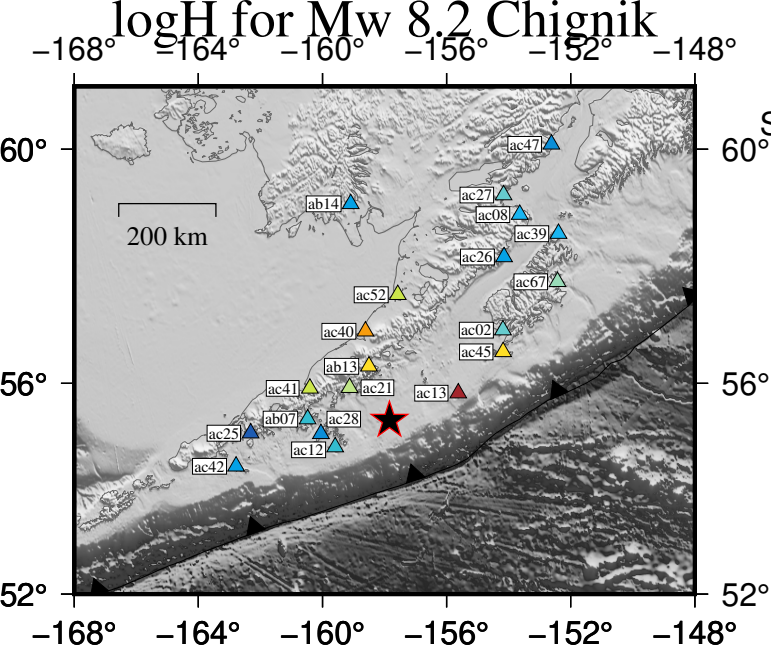 logH for Mw 8.2 Chignik
−168° −164° −160° −156° −152° −148°
S
60° 60°
ac47
ac27
ab14
ac08
ac39
200 km
ac26
ac67
ac52
ac40
ac02
ac45
ab13
56° 56°
ac41 ac21
ac13
ab07 ac28
ac25
ac12
ac42
52° 52°
−168° −164° −160° −156° −152° −148°